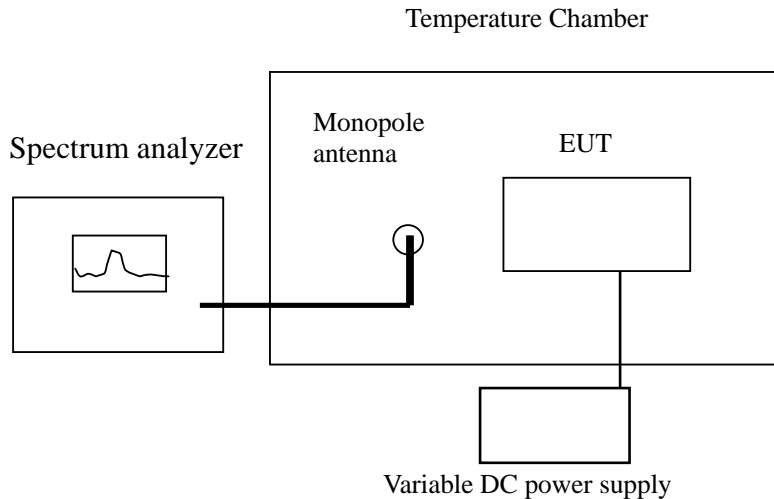 Temperature Chamber
Monopole
antenna
EUT
Spectrum analyzer
Variable DC power supply